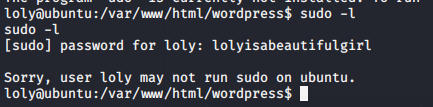 loly@ubuntu:/var/www/html/wordpress$ sudo -l
sudo -l
[sudo] password for loly: lolyisabeautifulgirl
Sorry, user loly may not run sudo on ubuntu.
loly@ubuntu:/var/www/html/wordpress$